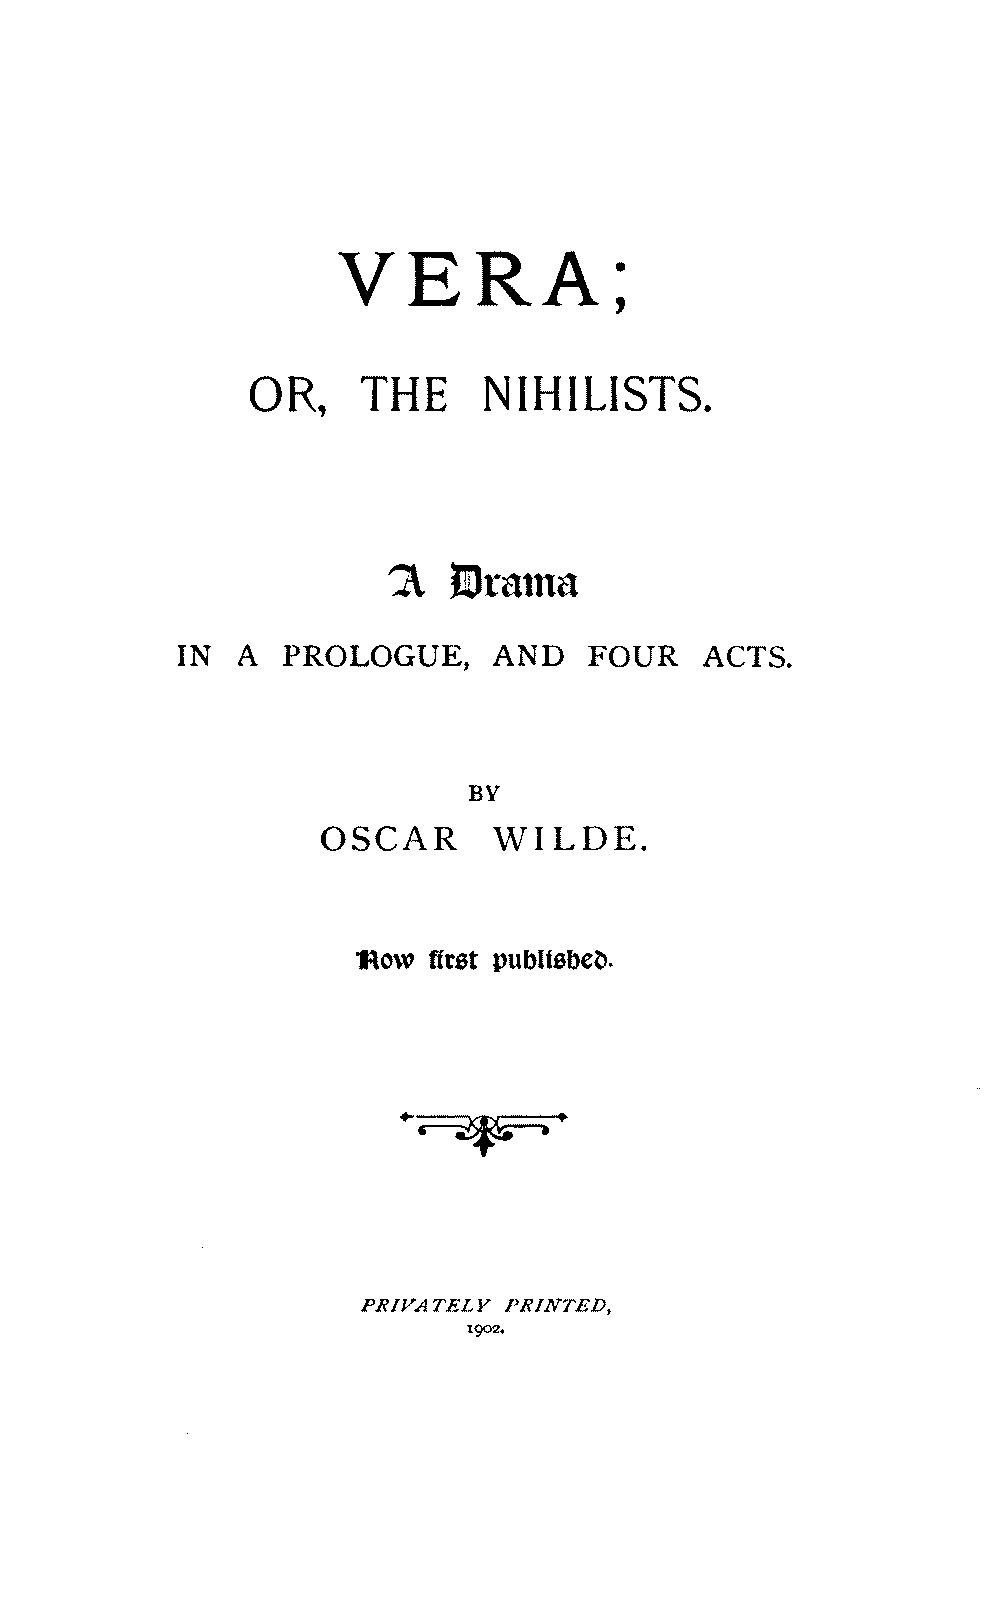 VERA;
OR, THE NIHILISTS.
A Drama
IN A PROLOGUE, AND FOUR ACTS.
BY
OSCAR WILDE.
Now first published.
PRIVATELY PRINTED,
1902.